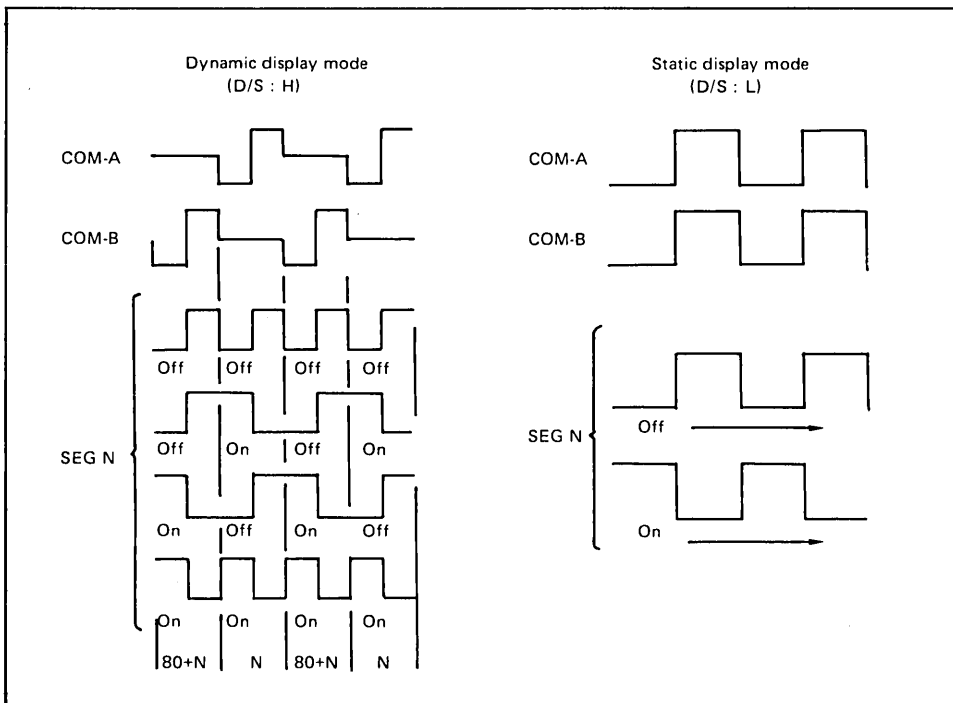 Dynamic display mode
(D/S : H)
COM-A
COM-B
SEG N
Off Off Off Off
Off On Off On
On Off On Off
On On On On
80+N N 80+N N
Static display mode
(D/S : L)
COM-A
COM-B
SEG N
Off
On